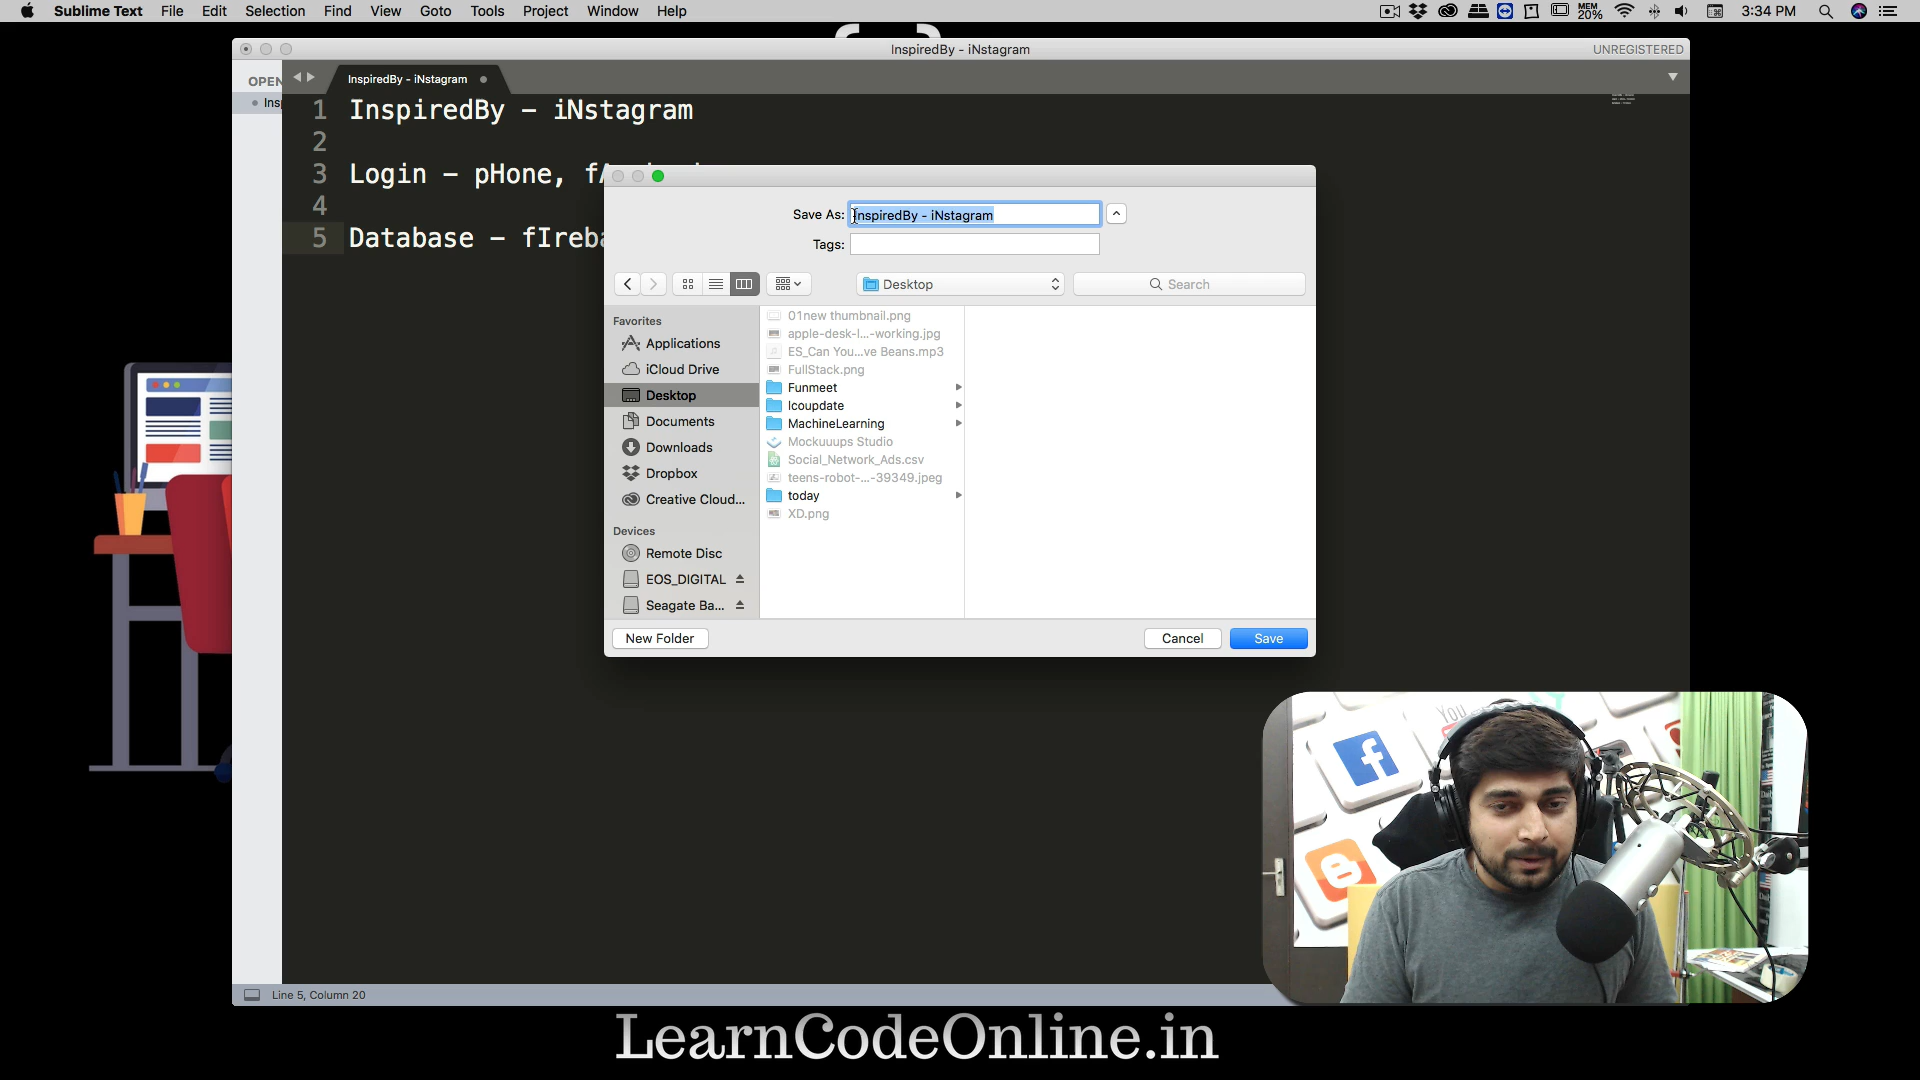 Sublime Text File Edit Selection Find View Goto Tools Project Window Help
MEM 20% 3:34 PM
InspiredBy - iNstagram
UNREGISTERED
OPEN
InspiredBy - iNstagram
1 InspiredBy – iNstagram
2
3 Login – pHone,
4
5 Database –
Save As: InspiredBy - iNstagram
Tags:
Desktop
Search
Favorites
Applications
iCloud Drive
Desktop
Documents
Downloads
Dropbox
Creative Cloud...
Devices
Remote Disc
EOS_DIGITAL
Seagate Ba...
01new thumbnail.png
apple-desk-l...-working.jpg
ES_Can You...ve Beans.mp3
FullStack.png
Funmeet
lcoupdate
MachineLearning
Mockuuups Studio
Social_Network_Ads.csv
teens-robot-...-39349.jpeg
today
XD.png
New Folder
Cancel
Save
Line 5, Column 20
LearnCodeOnline.in